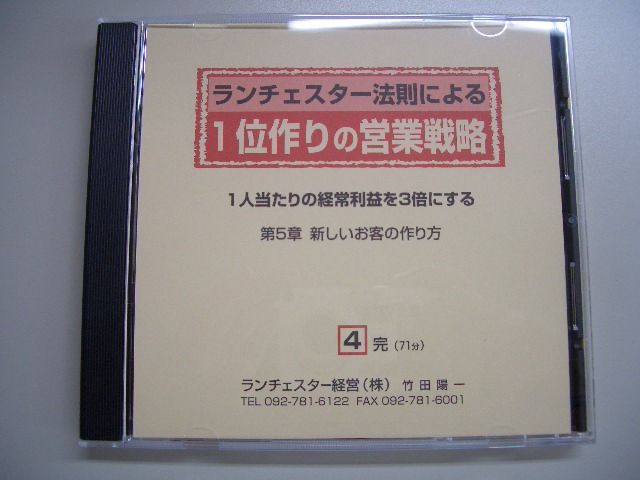 ランチェスター法則による
1位作りの営業戦略
1人当たりの経常利益を3倍にする
第5章 新しいお客の作り方
4 完 (71分)
ランチェスター経営(株) 竹田陽一
TEL 092-781-6122 FAX 092-781-6001